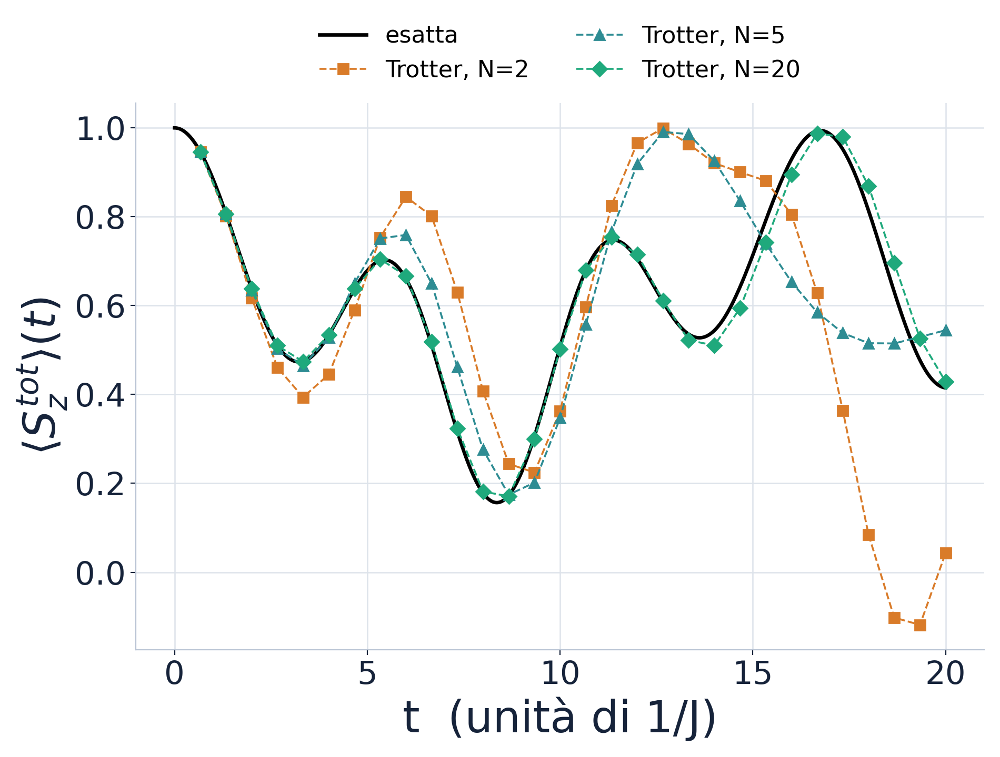 esatta
Trotter, N=2
Trotter, N=5
Trotter, N=20
⟨S_z^{tot}⟩(t)
1.0
0.8
0.6
0.4
0.2
0.0
0 5 10 15 20
t (unità di 1/J)